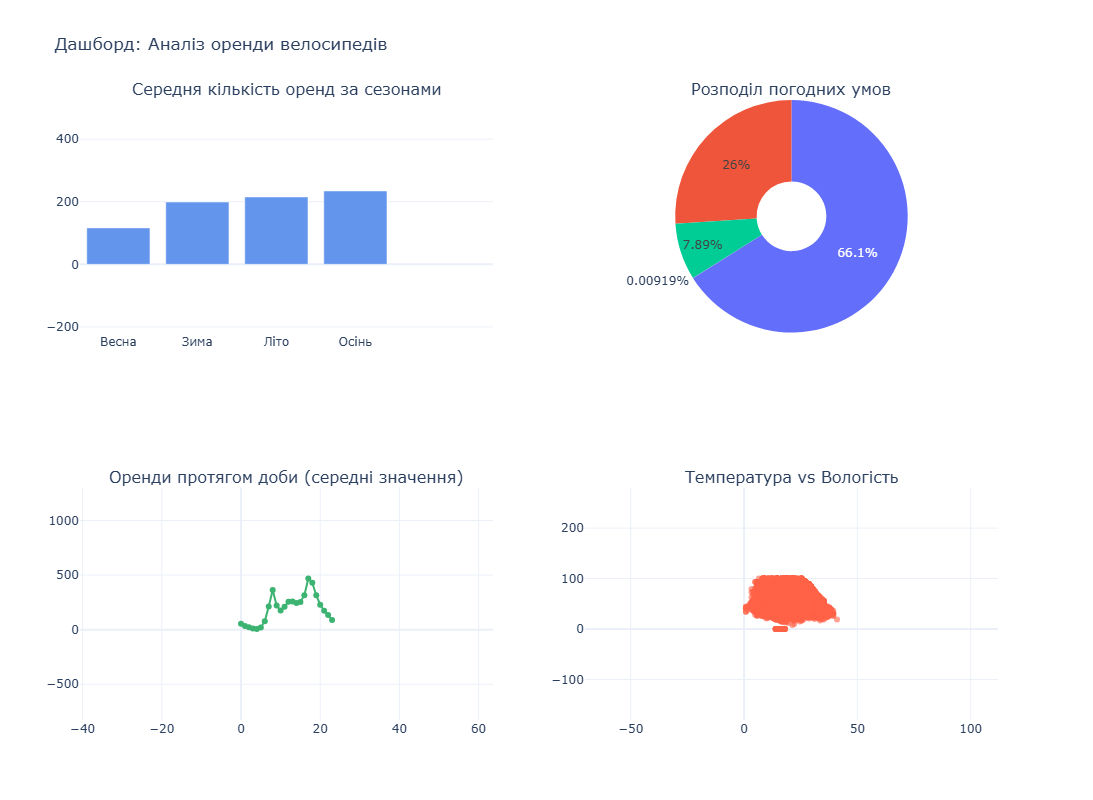 Дашборд: Аналіз оренди велосипедів
Середня кількість оренд за сезонами
400
200
0
−200
Весна
Зима
Літо
Осінь
Розподіл погодних умов
26%
7.89%
0.00919%
66.1%
Оренди протягом доби (середні значення)
1000
500
0
−500
−40
−20
0
20
40
60
Температура vs Вологість
200
100
0
−100
−50
0
50
100